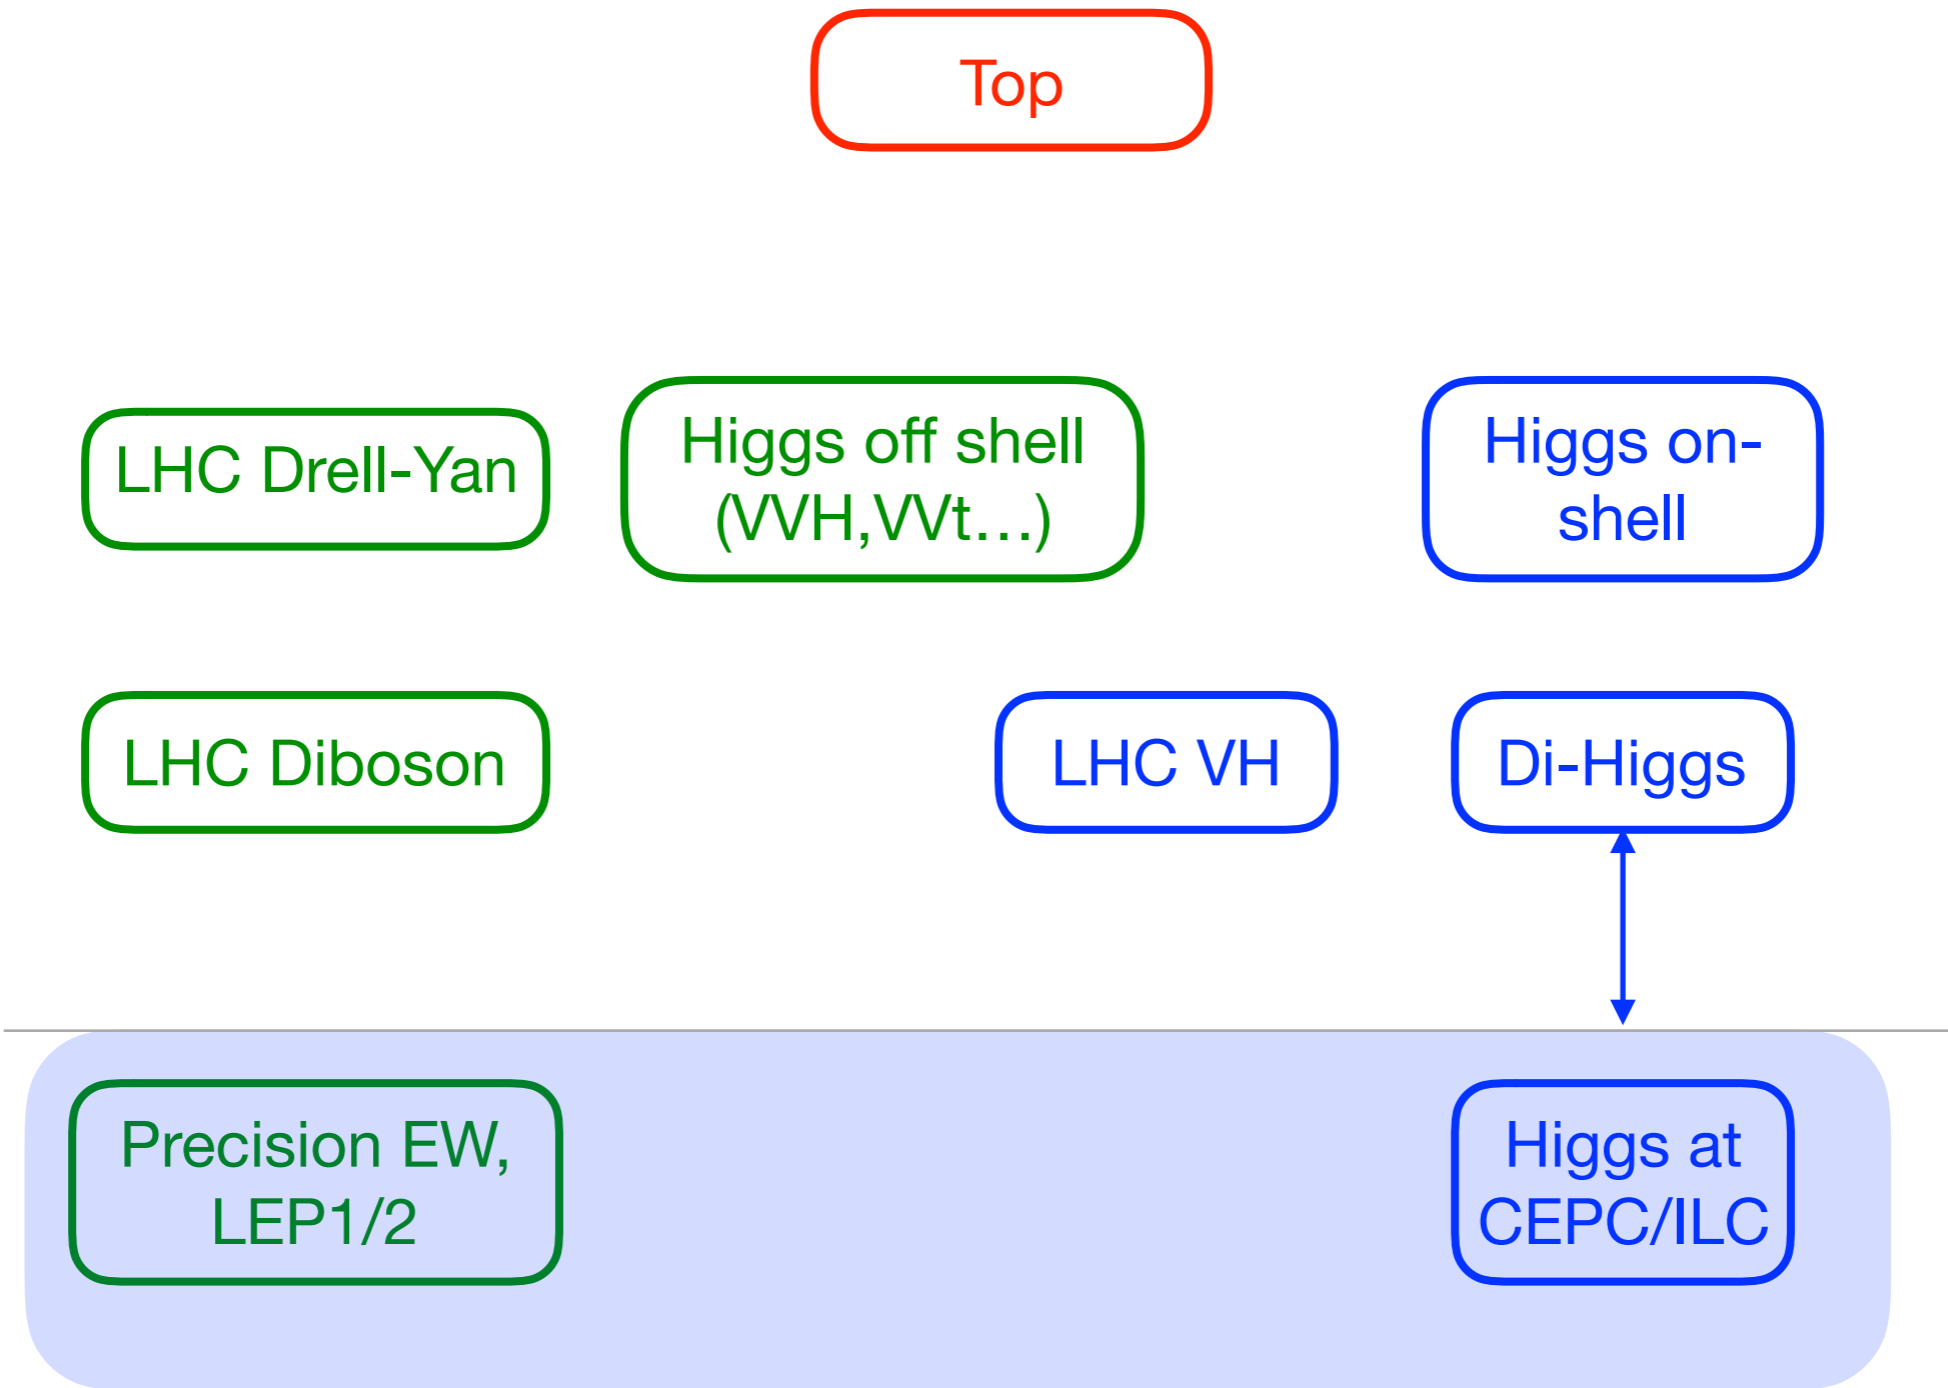 Top
LHC Drell-Yan
Higgs off shell
(VVH,VVt...)
Higgs on-
shell
LHC Diboson
LHC VH
Di-Higgs
Precision EW,
LEP1/2
Higgs at
CEPC/ILC